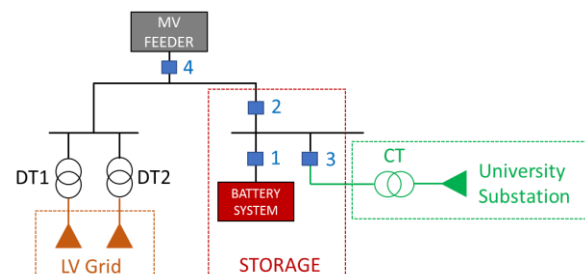 MV
FEEDER
4
2
1
3
CT
University
Substation
DT1
DT2
BATTERY
SYSTEM
LV Grid
STORAGE